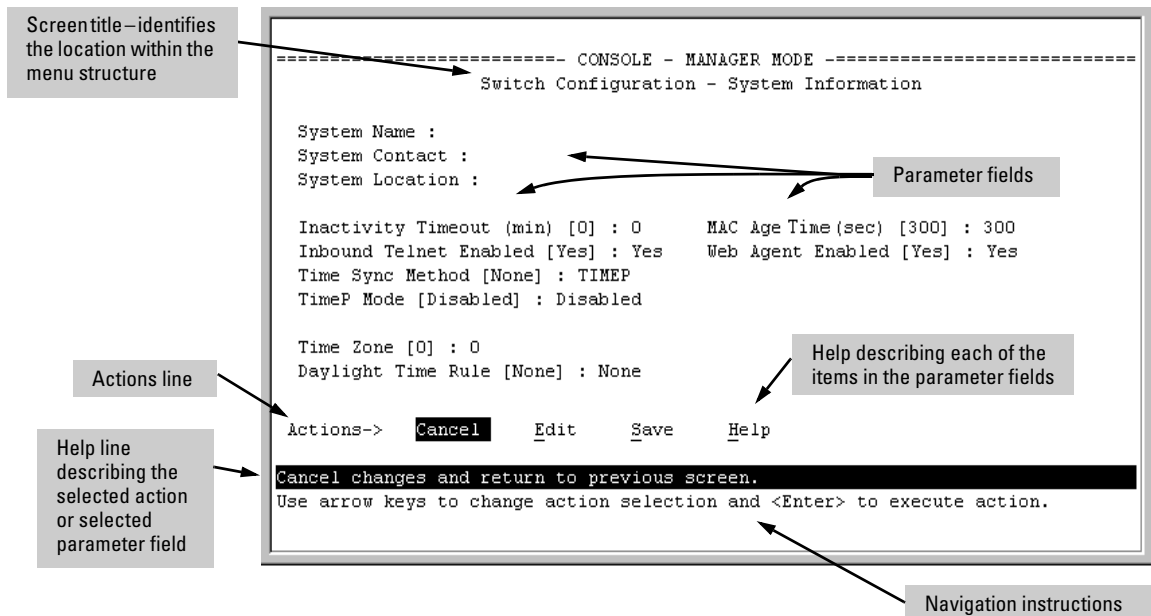 Screen title – identifies
the location within the
menu structure
===========================- CONSOLE - MANAGER MODE -============================
Switch Configuration - System Information
System Name :
System Contact :
System Location :
Parameter fields
Inactivity Timeout (min) [0] : 0 MAC Age Time (sec) [300] : 300
Inbound Telnet Enabled [Yes] : Yes Web Agent Enabled [Yes] : Yes
Time Sync Method [None] : TIMEP
TimeP Mode [Disabled] : Disabled
Time Zone [0] : 0
Daylight Time Rule [None] : None
Help describing each of the
items in the parameter fields
Actions line
Actions-> Cancel Edit Save Help
Help line
describing the
selected action
or selected
parameter field
Cancel changes and return to previous screen.
Use arrow keys to change action selection and <Enter> to execute action.
Navigation instructions